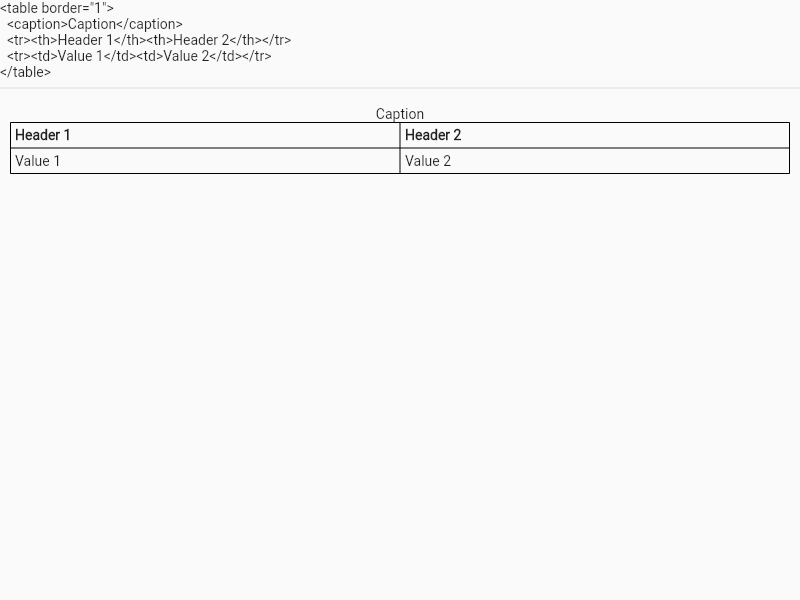 <table border="1">
  <caption>Caption</caption>
  <tr><th>Header 1</th><th>Header 2</th></tr>
  <tr><td>Value 1</td><td>Value 2</td></tr>
</table>
Caption
Header 1 Header 2
Value 1 Value 2